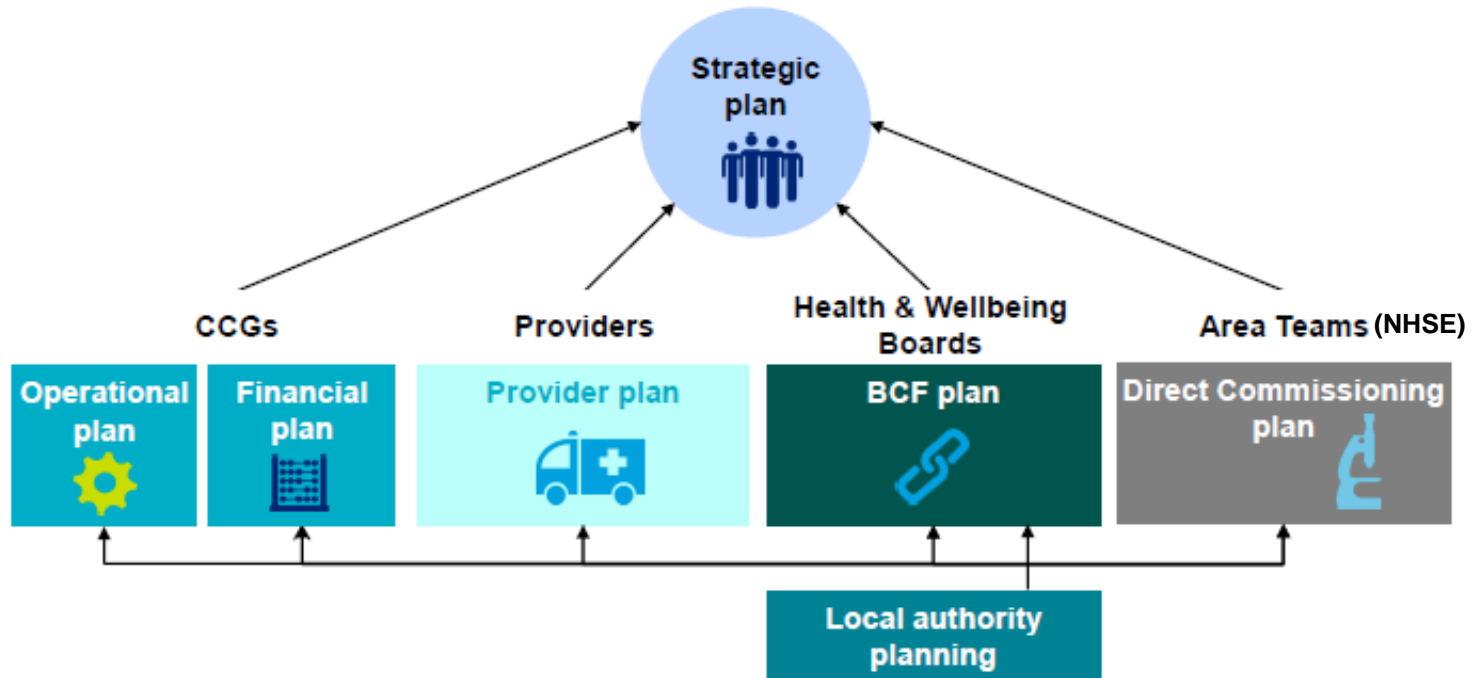 Strategic
plan
CCGs
Providers
Health & Wellbeing
Boards
Area Teams (NHSE)
Operational
plan
Financial
plan
Provider plan
BCF plan
Direct Commissioning
plan
Local authority
planning